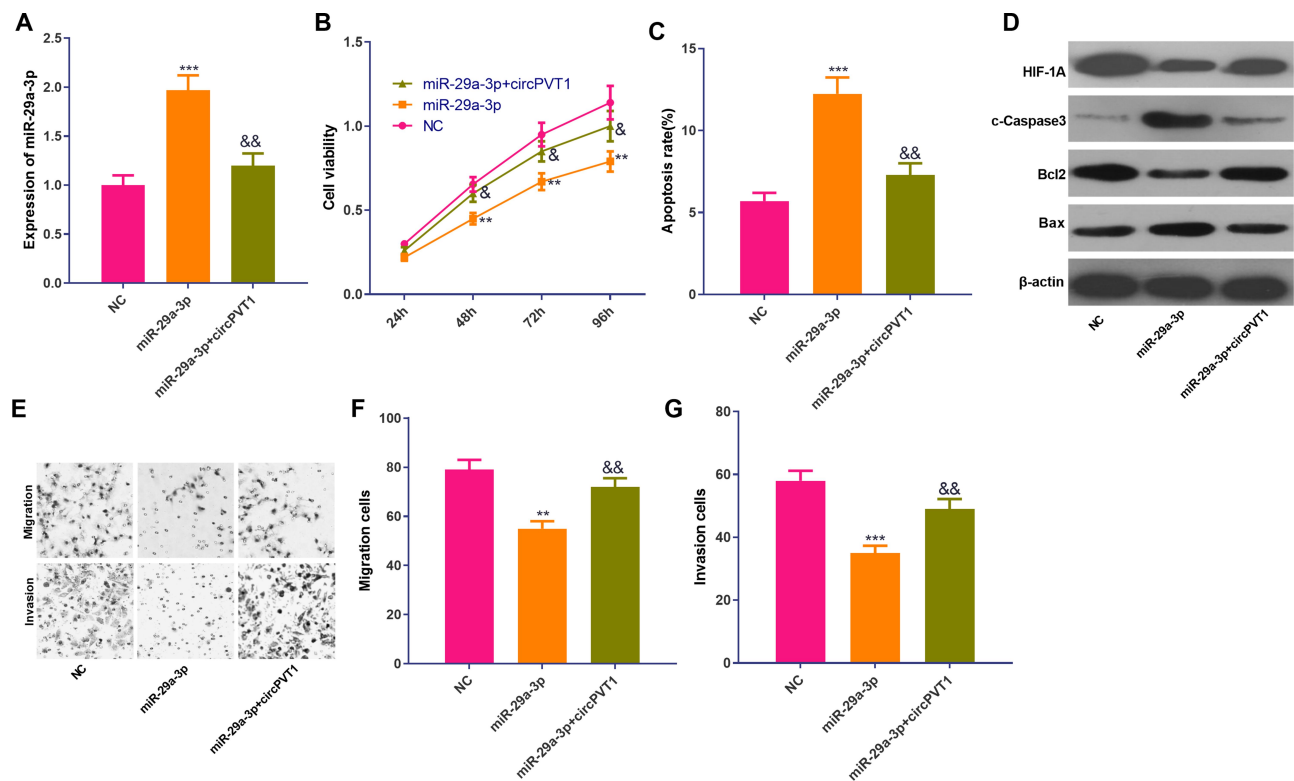 A
Expression of miR-29a-3p
2.5
2.0
1.5
1.0
0.5
0.0
***
&&
NC
miR-29a-3p
miR-29a-3p+circPVT1
B
Cell viability
1.5
1.0
0.5
0.0
miR-29a-3p+circPVT1
miR-29a-3p
NC
&
**
&
**
&
**
24h
48h
72h
96h
C
Apoptosis rate(%)
15
10
5
0
***
&&
NC
miR-29a-3p
miR-29a-3p+circPVT1
D
HIF-1A
c-Caspase3
Bcl2
Bax
β-actin
NC
miR-29a-3p
miR-29a-3p+circPVT1
E
Migration
Invasion
NC
miR-29a-3p
miR-29a-3p+circPVT1
F
Migration cells
100
80
60
40
20
0
**
&&
NC
miR-29a-3p
miR-29a-3p+circPVT1
G
Invasion cells
80
60
40
20
0
***
&&
NC
miR-29a-3p
miR-29a-3p+circPVT1